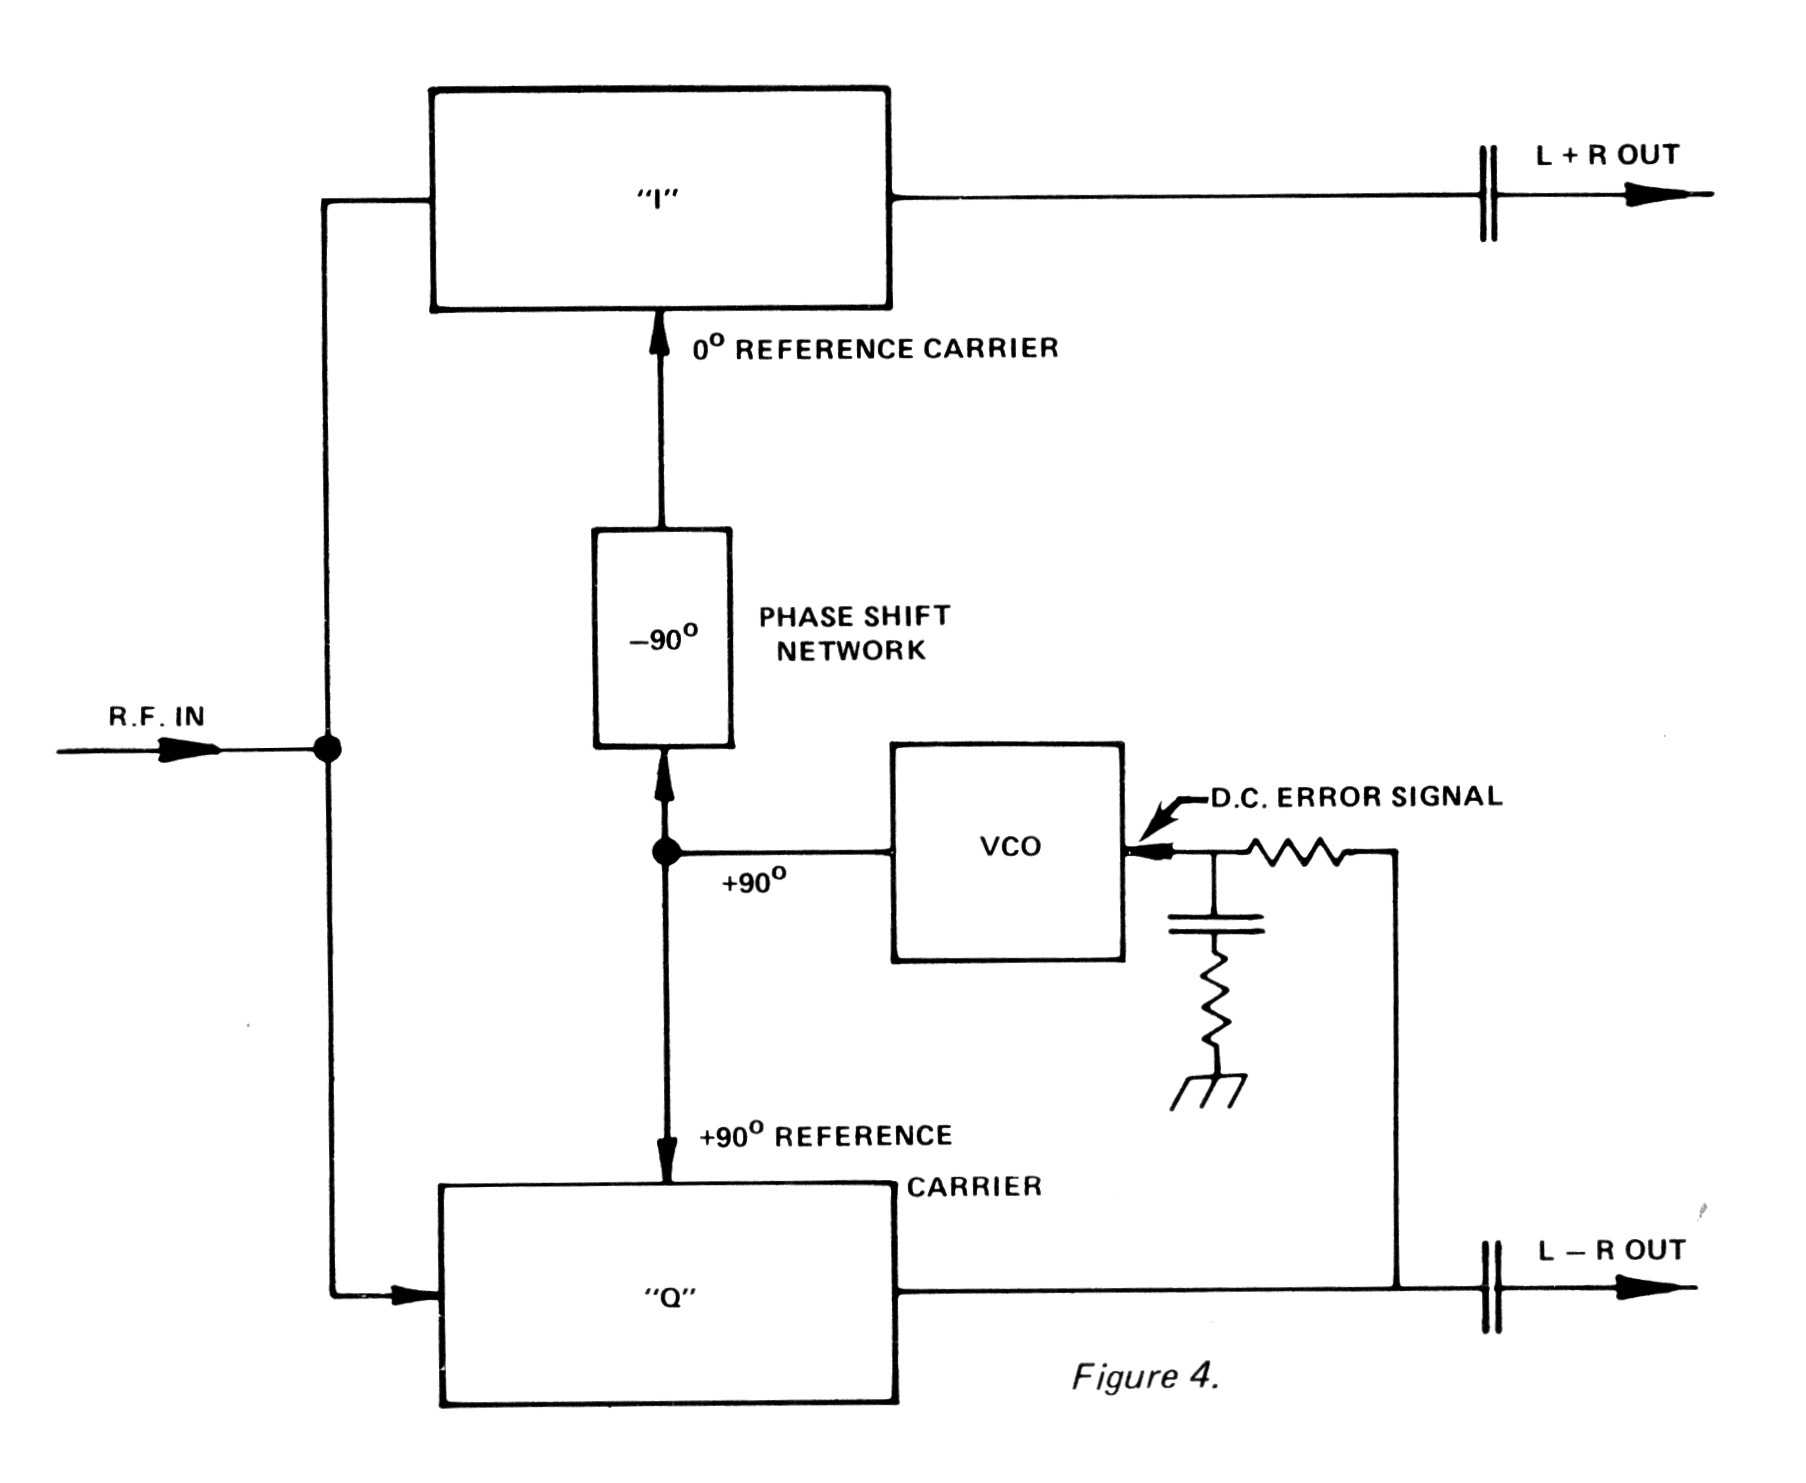 L + R OUT
"I"
0° REFERENCE CARRIER
PHASE SHIFT
NETWORK
−90°
R.F. IN
D.C. ERROR SIGNAL
VCO
+90°
+90° REFERENCE
CARRIER
L − R OUT
"Q"
Figure 4.